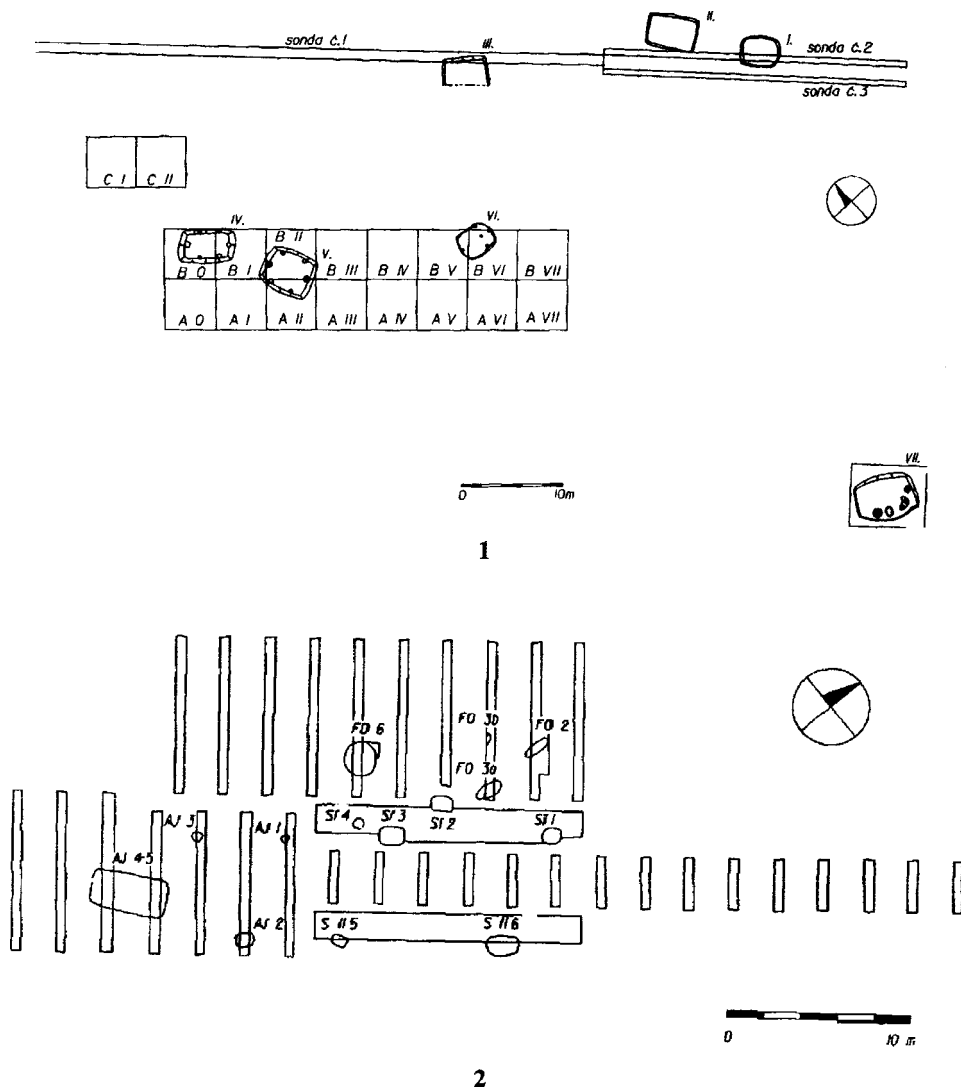 II.
sonda č.1
III.
I.
sonda č.2
sonda č.3
C I
C II
IV.
VI.
B II
V.
B O
B I
B III
B IV
B V
B VI
B VII
A O
A I
A II
A III
A IV
A V
A VI
A VII
VII.
0
10m
1
FO 3b
FO 6
FO 2
FO 3a
AJ 3
AJ 1
SI 4
SI 3
SI 2
SI 1
AJ 4-5
AJ 2
S II 5
S II 6
0
10 m
2